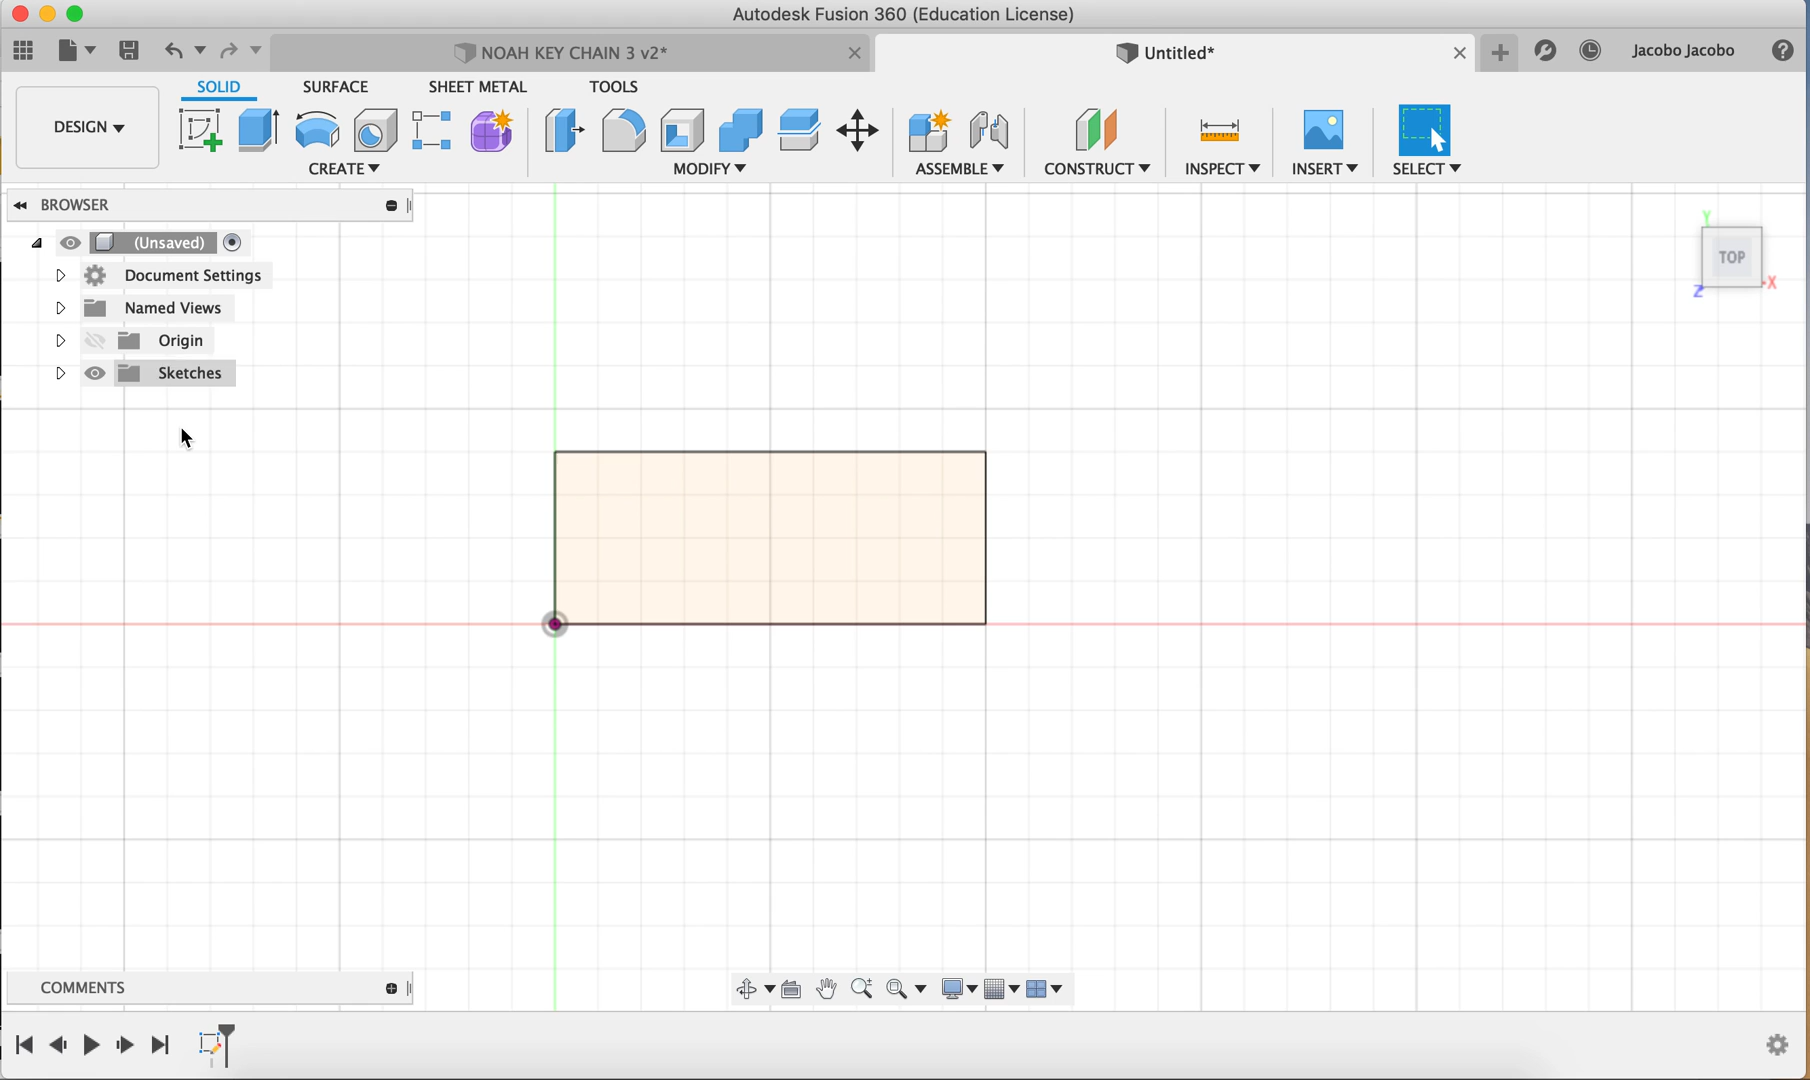 Autodesk Fusion 360 (Education License)
NOAH KEY CHAIN 3 v2*
Untitled*
Jacobo Jacobo
SOLID SURFACE SHEET METAL TOOLS
DESIGN
CREATE MODIFY ASSEMBLE CONSTRUCT INSPECT INSERT SELECT
BROWSER
(Unsaved)
Document Settings
Named Views
Origin
Sketches
Y
TOP
X
Z
COMMENTS